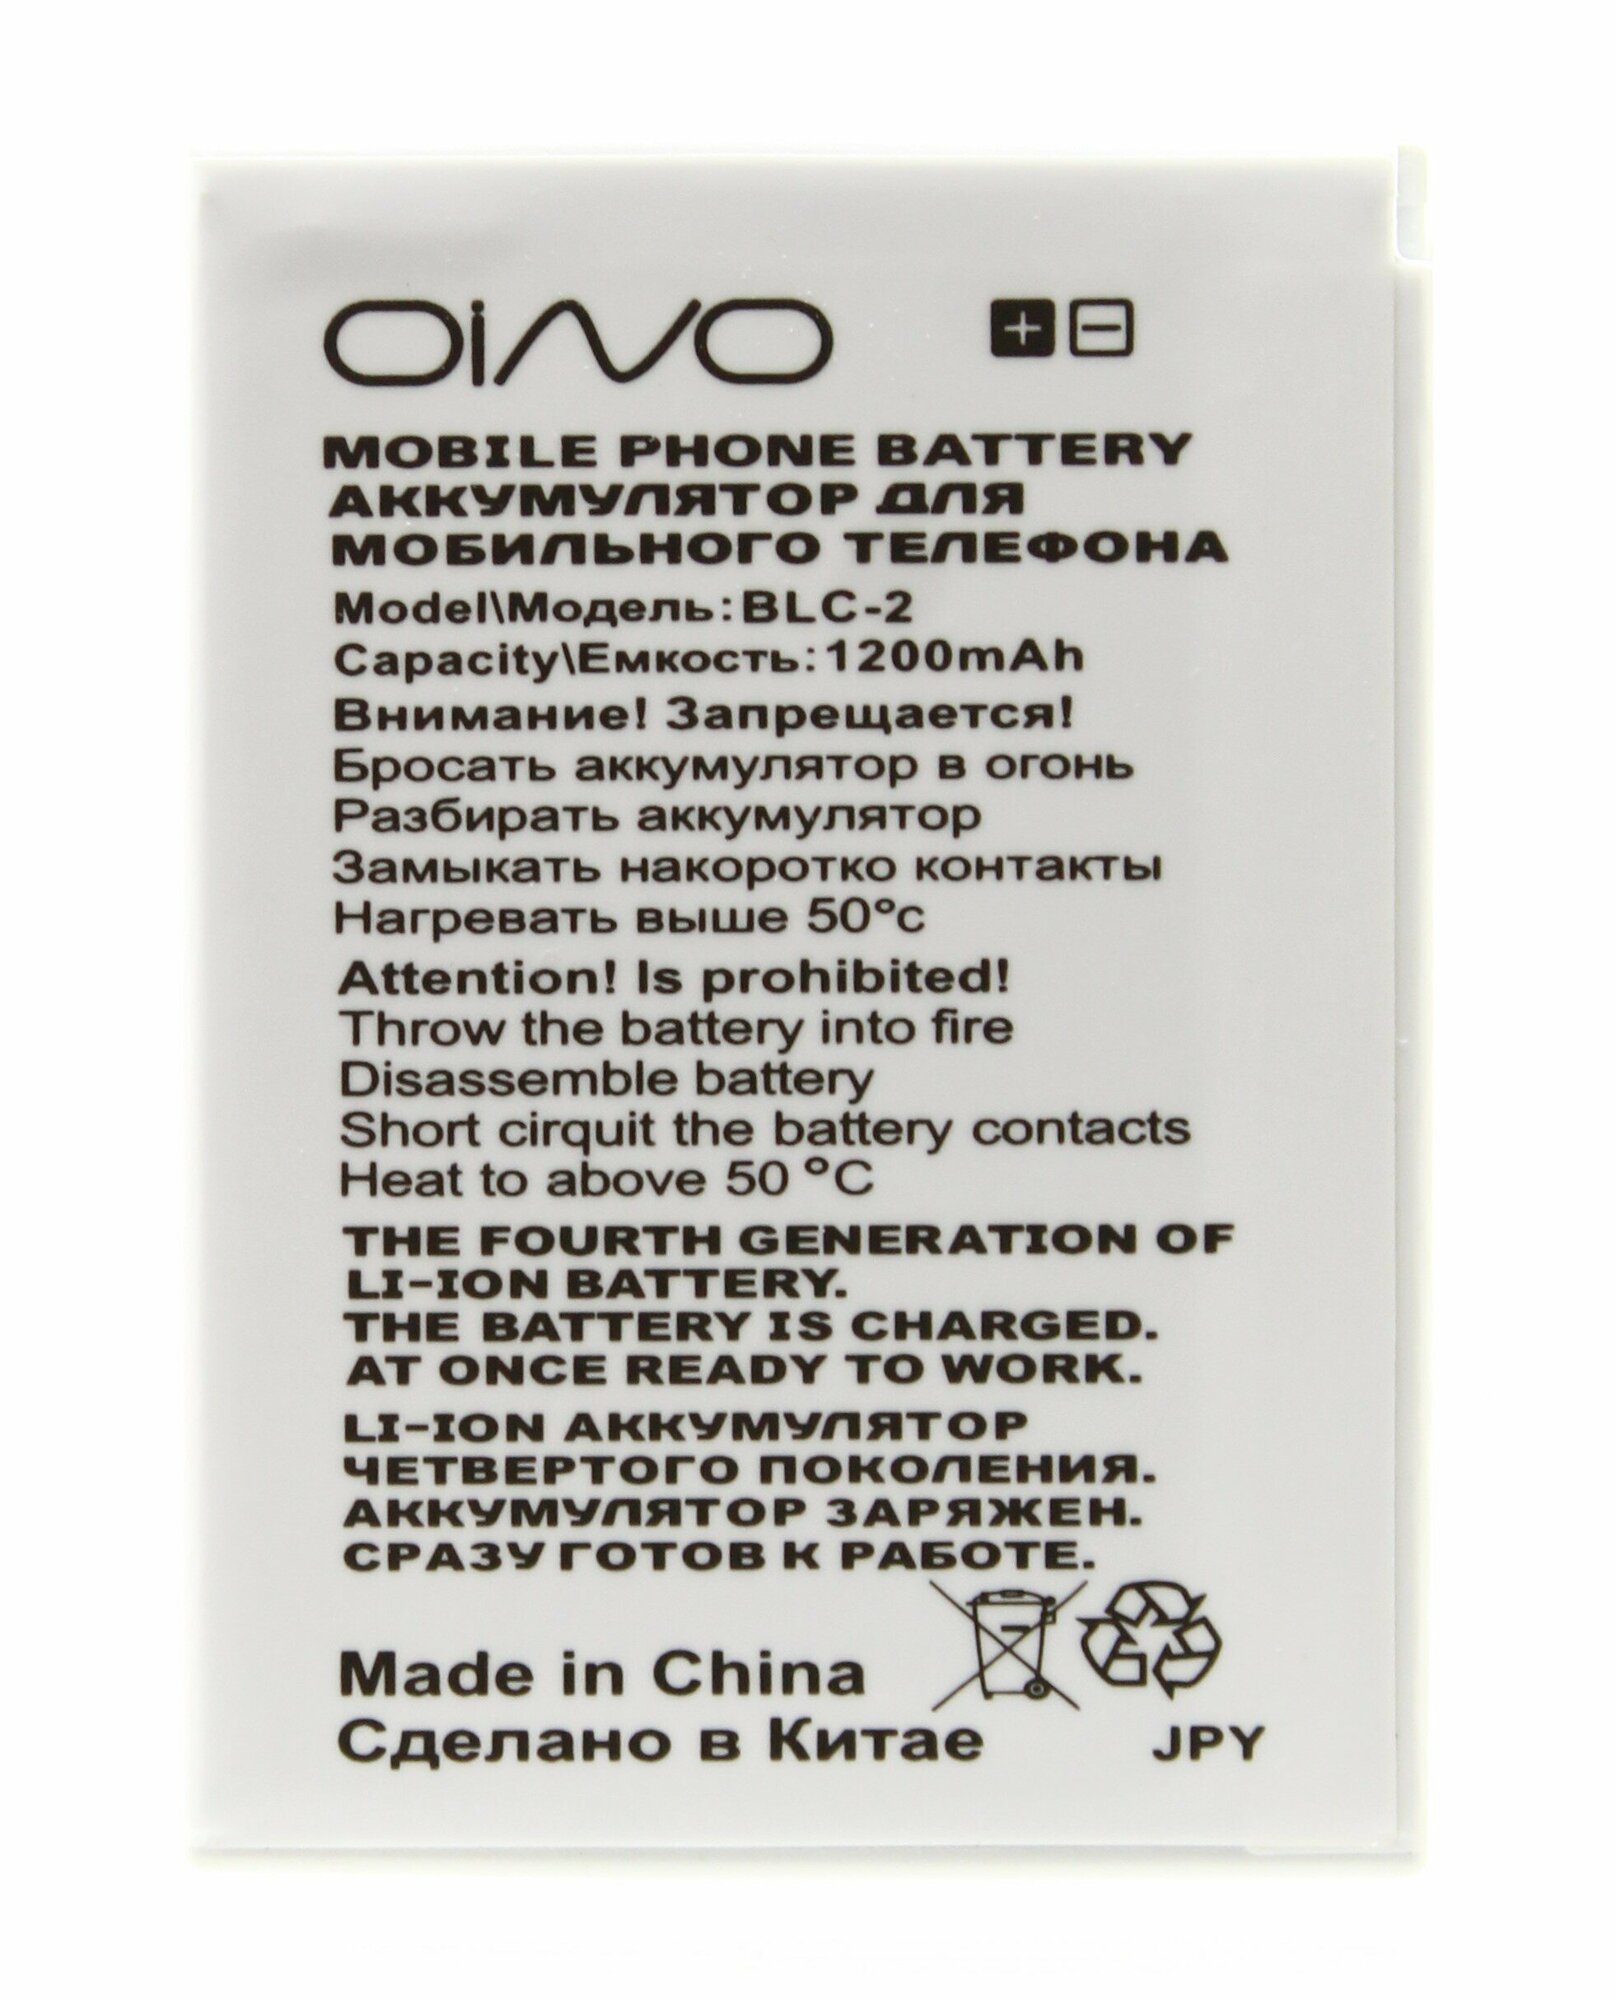 OiNO
+ -
MOBILE PHONE BATTERY
АККУМУЛЯТОР ДЛЯ
МОБИЛЬНОГО ТЕЛЕФОНА
Model\Модель:BLC-2
Capacity\Емкость:1200mAh
Внимание! Запрещается!
Бросать аккумулятор в огонь
Разбирать аккумулятор
Замыкать накоротко контакты
Нагревать выше 50°с
Attention! Is prohibited!
Throw the battery into fire
Disassemble battery
Short cirquit the battery contacts
Heat to above 50 °C
THE FOURTH GENERATION OF
LI-ION BATTERY.
THE BATTERY IS CHARGED.
AT ONCE READY TO WORK.
LI-ION АККУМУЛЯТОР
ЧЕТВЕРТОГО ПОКОЛЕНИЯ.
АККУМУЛЯТОР ЗАРЯЖЕН.
СРАЗУ ГОТОВ К РАБОТЕ.
Made in China
Сделано в Китае
JPY